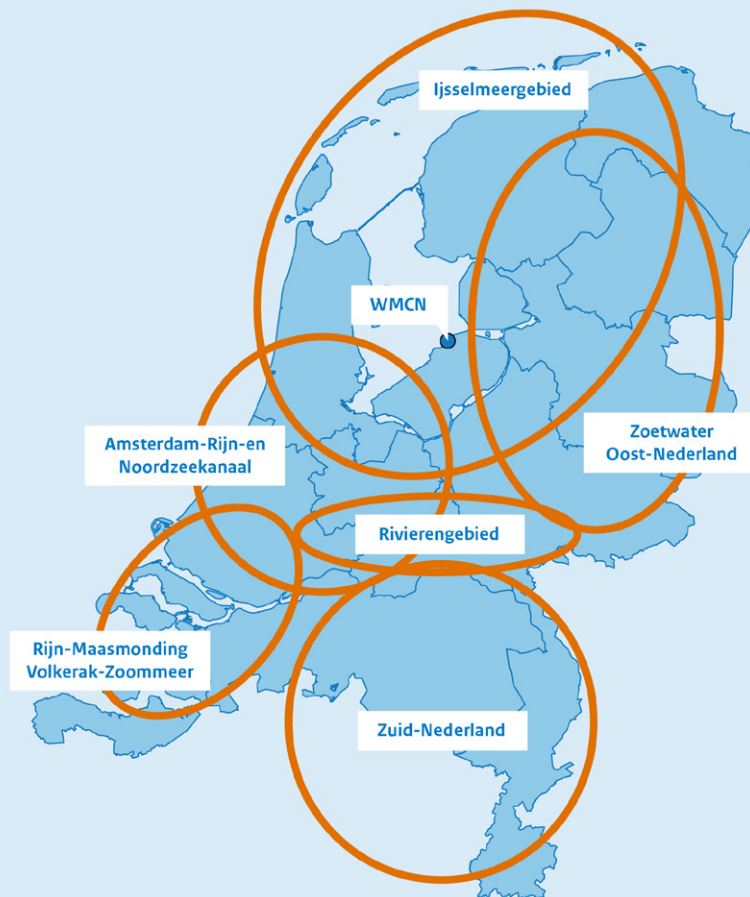 Ijsselmeergebied
WMCN
Zoetwater
Oost-Nederland
Amsterdam-Rijn-en
Noordzeekanaal
Rivierengebied
Rijn-Maasmonding
Volkerak-Zoommeer
Zuid-Nederland